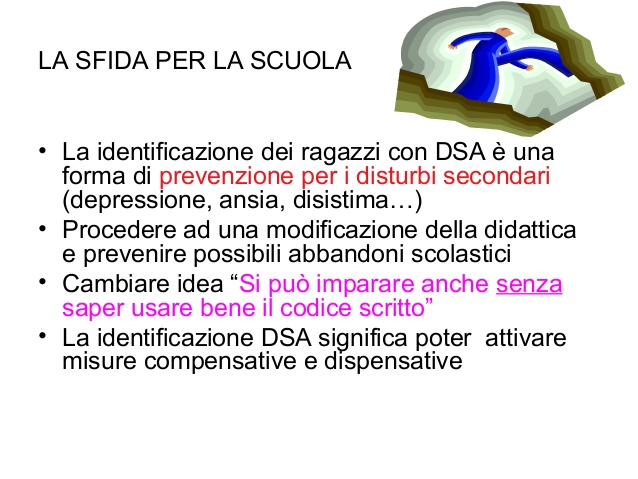 LA SFIDA PER LA SCUOLA
• La identificazione dei ragazzi con DSA è una
forma di prevenzione per i disturbi secondari
(depressione, ansia, disistima…)
• Procedere ad una modificazione della didattica
e prevenire possibili abbandoni scolastici
• Cambiare idea “Si può imparare anche senza
saper usare bene il codice scritto”
• La identificazione DSA significa poter  attivare
misure compensative e dispensative